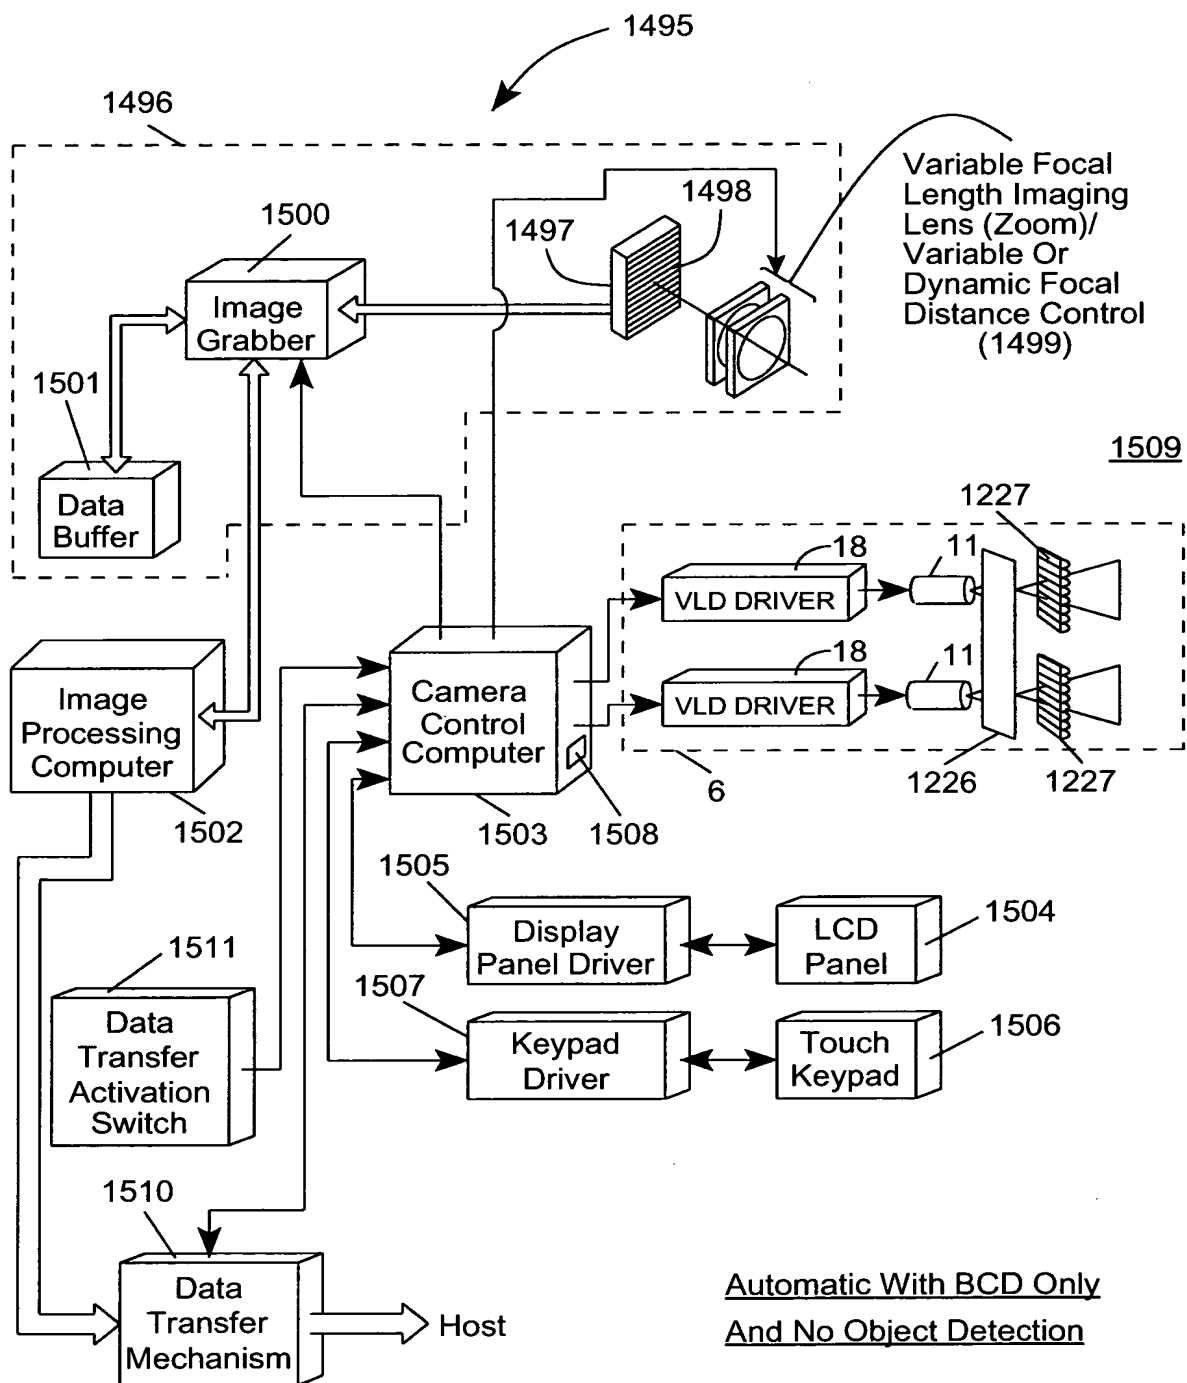 1495
1496
Variable Focal
Length Imaging
Lens (Zoom)/
Variable Or
Dynamic Focal
Distance Control
(1499)
1498
1497
1500
Image
Grabber
1501
Data
Buffer
1509
1227
18
11
VLD DRIVER
18
11
VLD DRIVER
1226
1227
6
Camera
Control
Computer
1503
1508
Image
Processing
Computer
1502
1505
Display
Panel Driver
LCD
Panel
1504
1511
Data
Transfer
Activation
Switch
1507
Keypad
Driver
Touch
Keypad
1506
1510
Data
Transfer
Mechanism
Host
Automatic With BCD Only
And No Object Detection